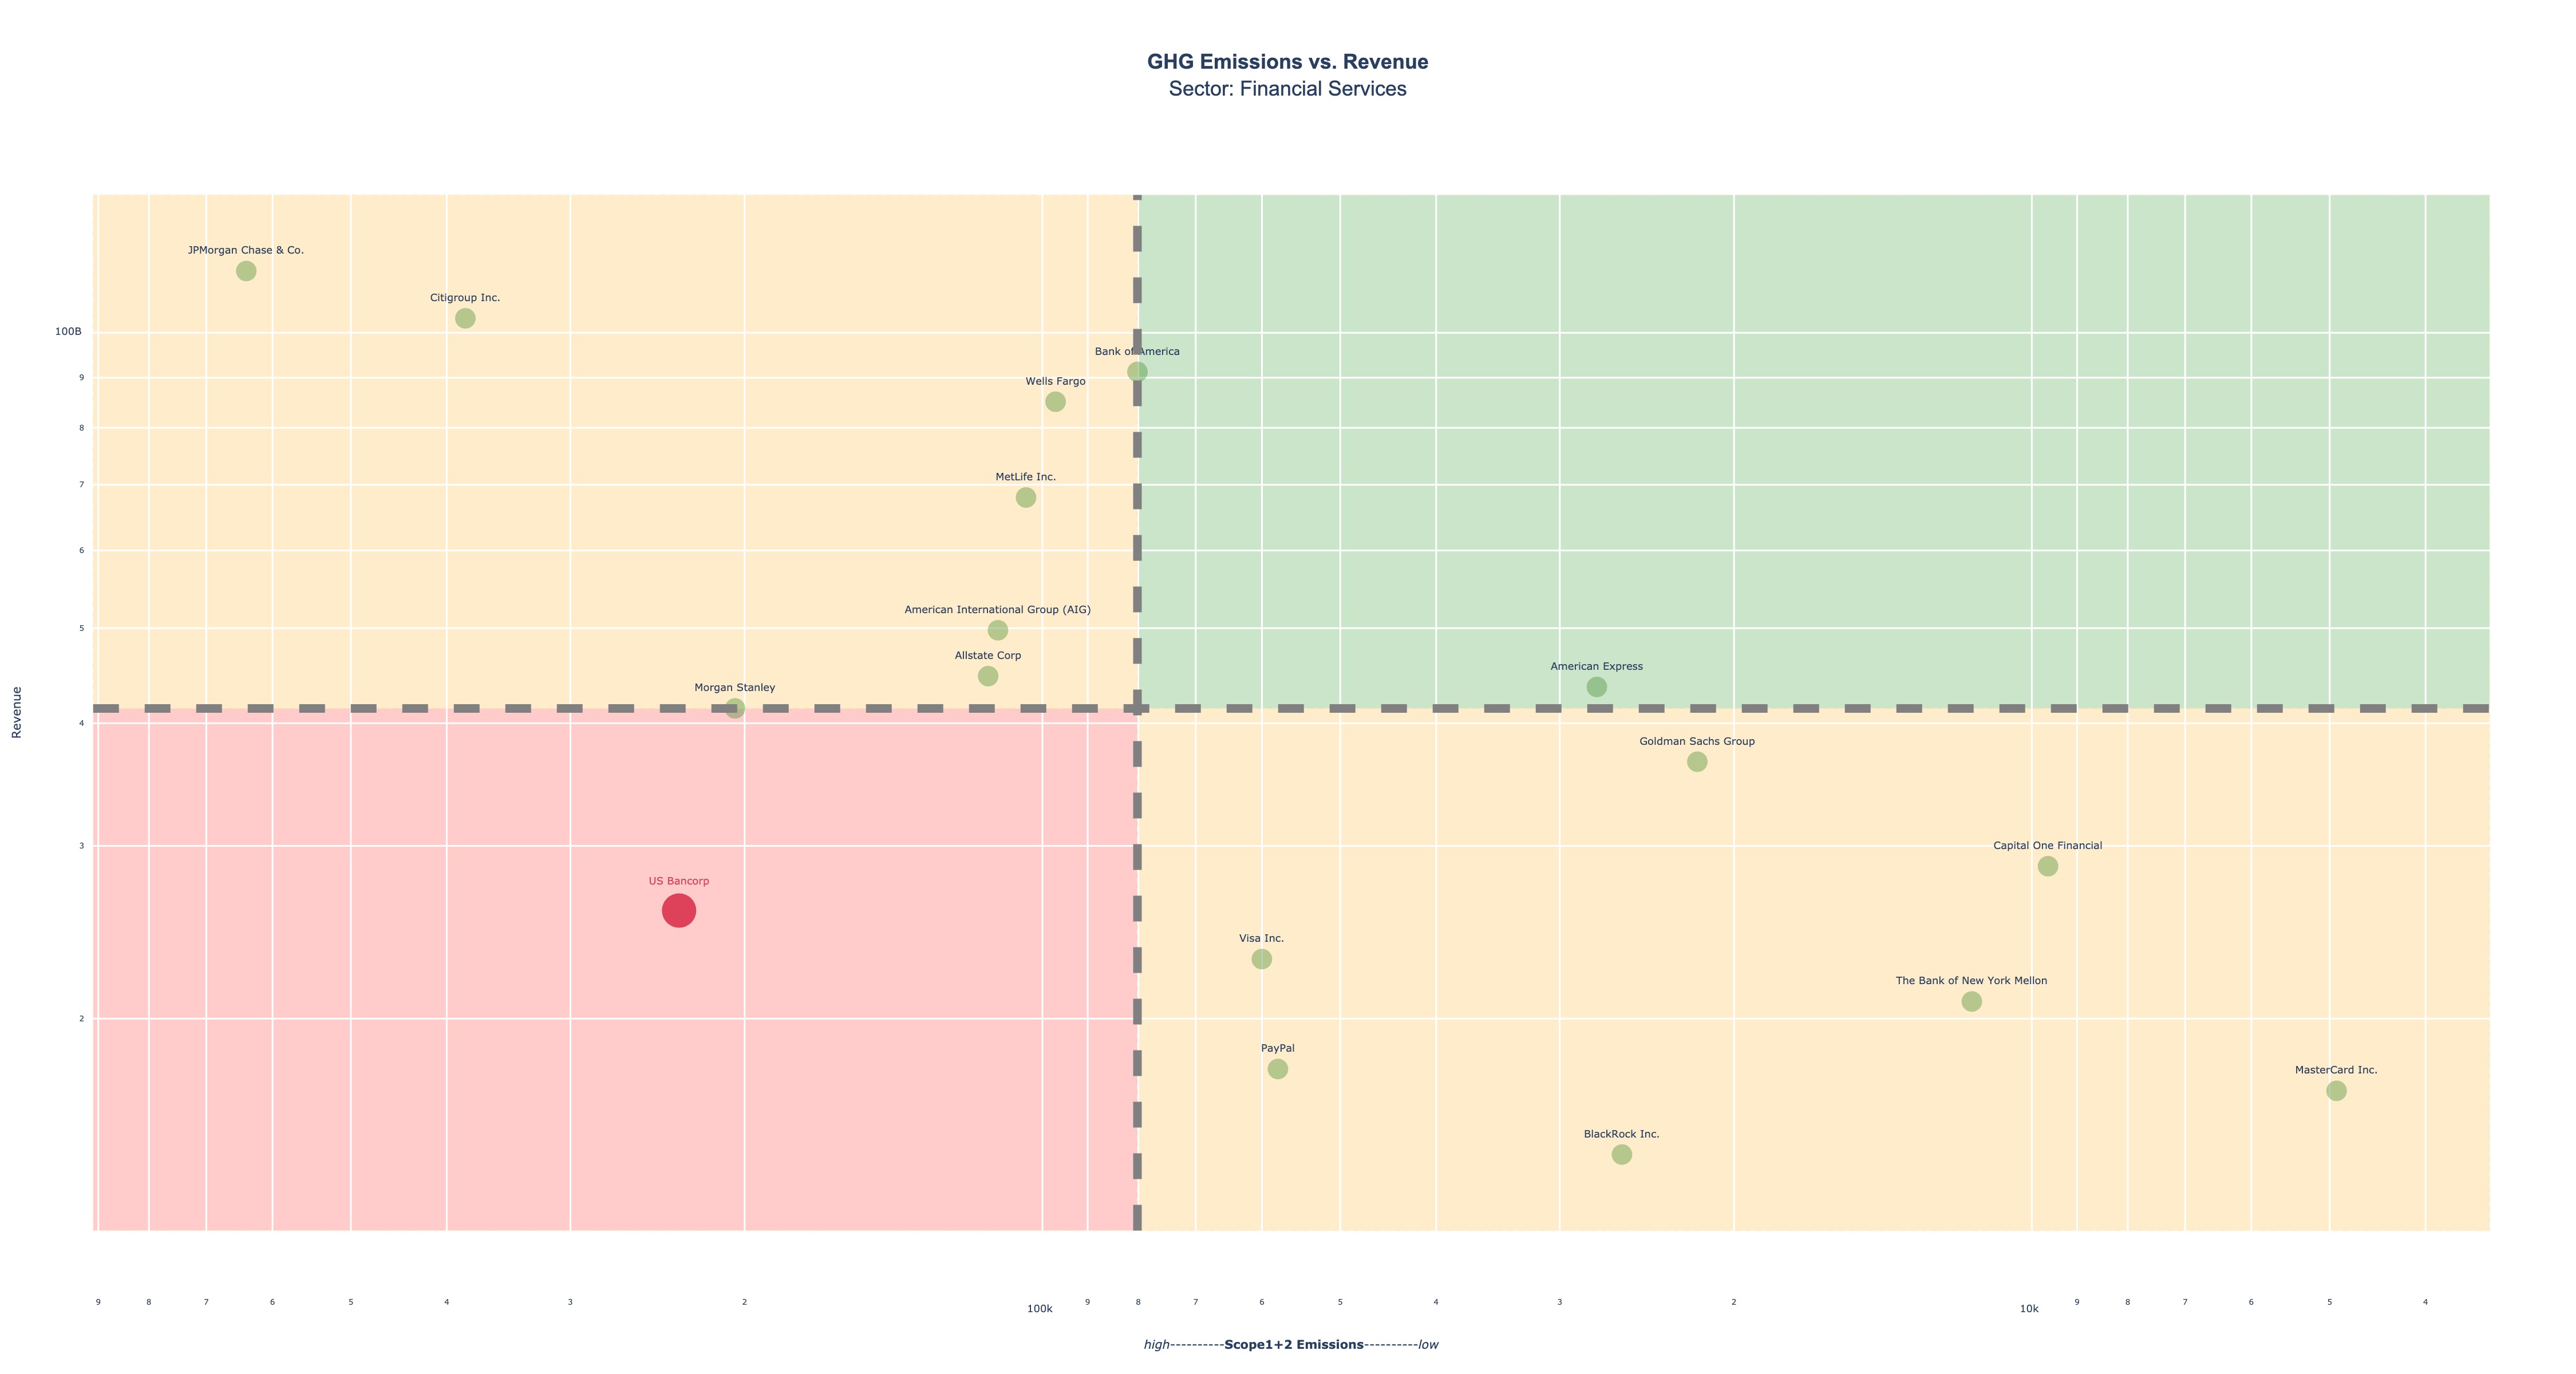 GHG Emissions vs. Revenue
Sector: Financial Services
JPMorgan Chase & Co.
Citigroup Inc.
100B
Bank of America
9
Wells Fargo
8
MetLife Inc.
7
6
American International Group (AIG)
5
Allstate Corp
American Express
Morgan Stanley
Revenue
4
Goldman Sachs Group
3
Capital One Financial
US Bancorp
Visa Inc.
The Bank of New York Mellon
2
PayPal
MasterCard Inc.
BlackRock Inc.
9 8 7 6 5 4 3 2 100k 9 8 7 6 5 4 3 2 10k 9 8 7 6 5 4
high----------Scope1+2 Emissions----------low